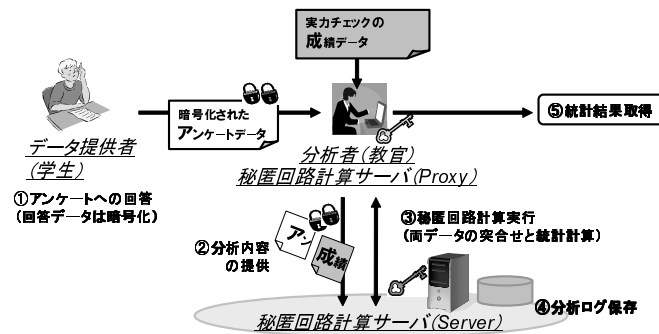 実力チェックの
成績データ
暗号化された
アンケートデータ
⑤統計結果取得
データ提供者
(学生)
分析者(教官)
秘匿回路計算サーバ(Proxy)
①アンケートへの回答
(回答データは暗号化)
②分析内容
の提供
アン
成績
③秘匿回路計算実行
(両データの突合せと統計計算)
④分析ログ保存
秘匿回路計算サーバ(Server)